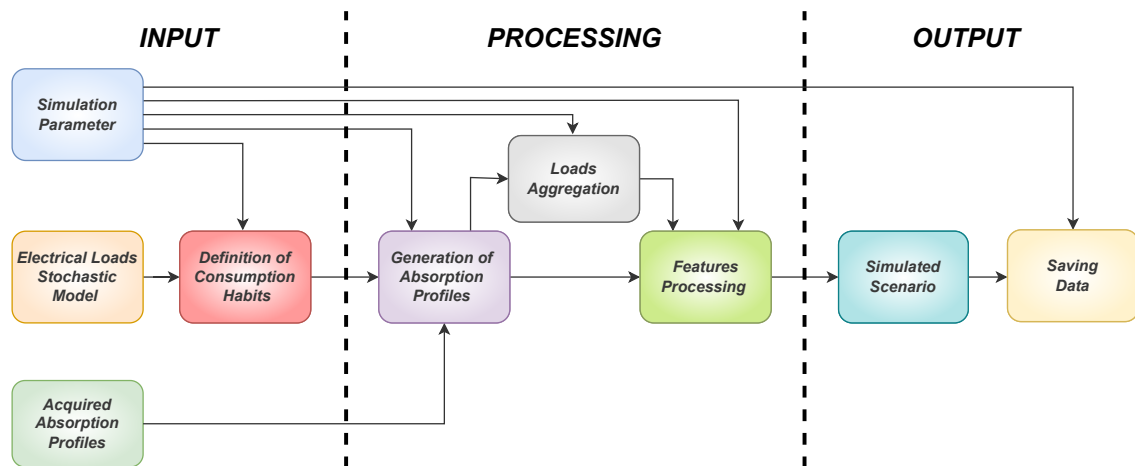 INPUT
PROCESSING
OUTPUT
Simulation
Parameter
Loads
Aggregation
Electrical Loads
Stochastic
Model
Definition of
Consumption
Habits
Generation of
Absorption
Profiles
Features
Processing
Simulated
Scenario
Saving
Data
Acquired
Absorption
Profiles